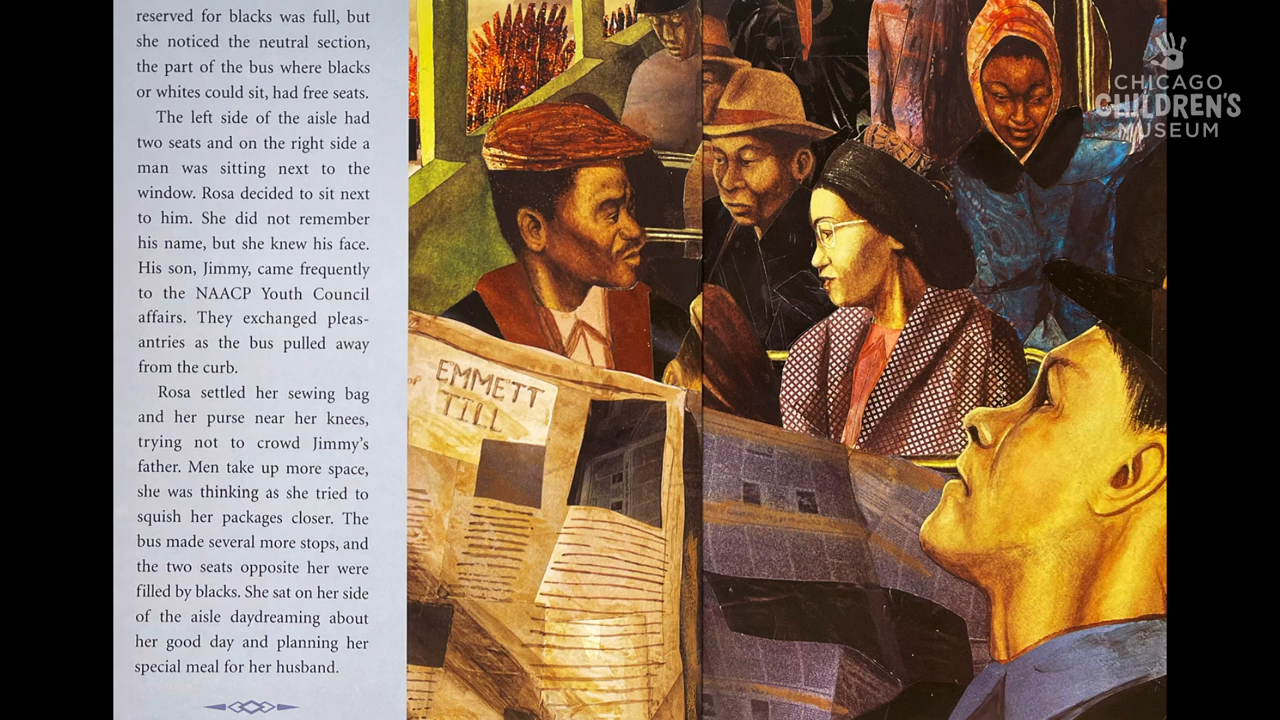 reserved for blacks was full, but
she noticed the neutral section,
the part of the bus where blacks
or whites could sit, had free seats.
The left side of the aisle had
two seats and on the right side a
man was sitting next to the
window. Rosa decided to sit next
to him. She did not remember
his name, but she knew his face.
His son, Jimmy, came frequently
to the NAACP Youth Council
affairs. They exchanged pleas-
antries as the bus pulled away
from the curb.
Rosa settled her sewing bag
and her purse near her knees,
trying not to crowd Jimmy's
father. Men take up more space,
she was thinking as she tried to
squish her packages closer. The
bus made several more stops, and
the two seats opposite her were
filled by blacks. She sat on her side
of the aisle daydreaming about
her good day and planning her
special meal for her husband.
EMMETT
TILL
CHICAGO
CHILDREN'S
MUSEUM